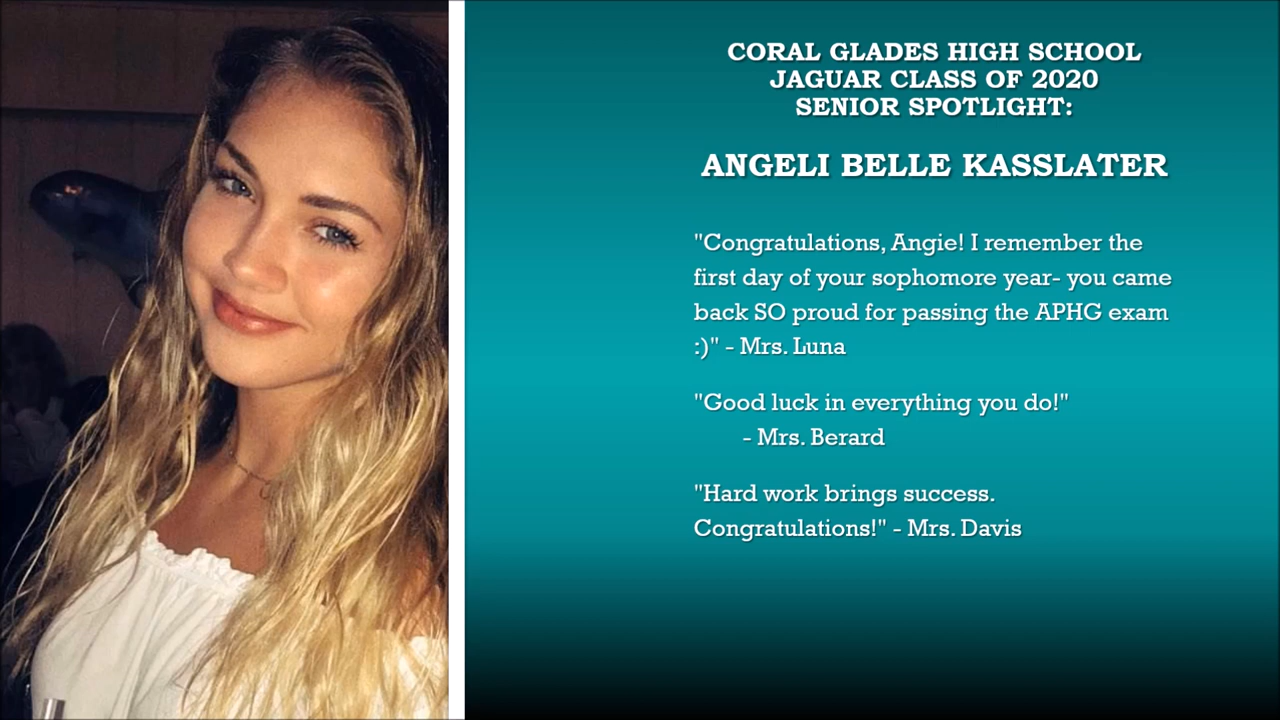 CORAL GLADES HIGH SCHOOL
JAGUAR CLASS OF 2020
SENIOR SPOTLIGHT:
ANGELI BELLE KASSLATER
"Congratulations, Angie! I remember the
first day of your sophomore year- you came
back SO proud for passing the APHG exam
:)" - Mrs. Luna
"Good luck in everything you do!"
- Mrs. Berard
"Hard work brings success.
Congratulations!" - Mrs. Davis